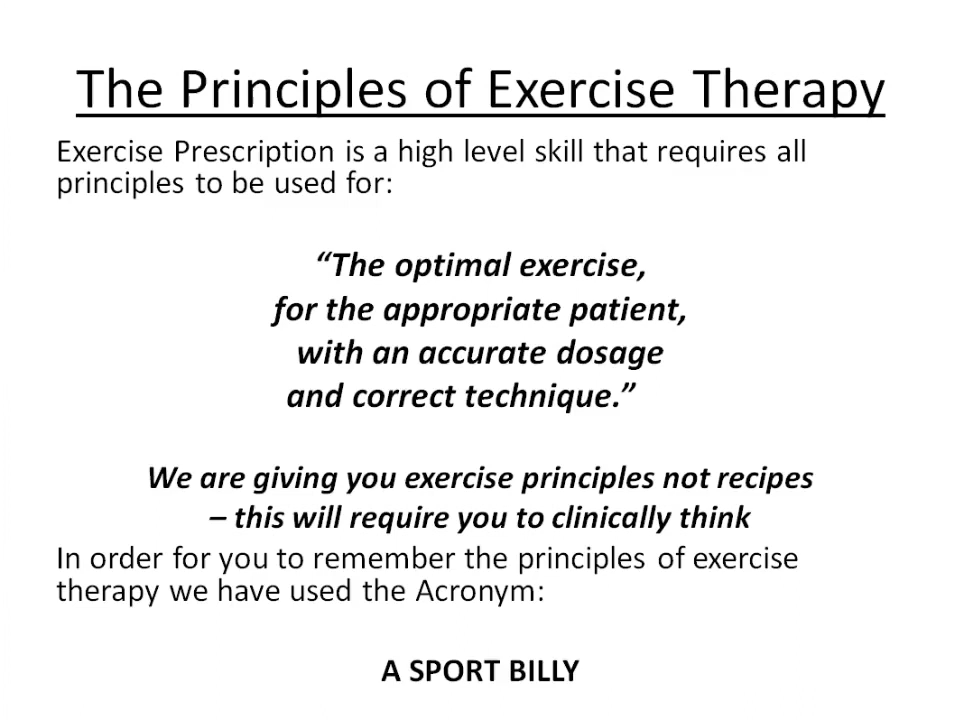 The Principles of Exercise Therapy
Exercise Prescription is a high level skill that requires all
principles to be used for:
“The optimal exercise,
for the appropriate patient,
with an accurate dosage
and correct technique.”
We are giving you exercise principles not recipes
– this will require you to clinically think
In order for you to remember the principles of exercise
therapy we have used the Acronym:
A SPORT BILLY